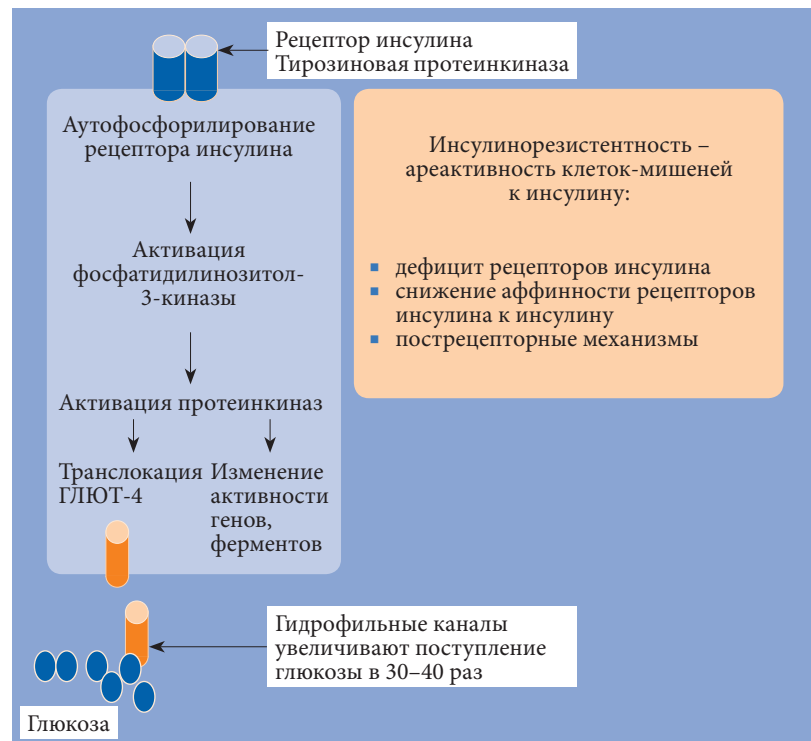 Рецептор инсулина
Тирозиновая протеинкиназа
Аутофосфорилирование
рецептора инсулина
Активация
фосфатидилинозитол-
3-киназы
Активация протеинкиназ
Транслокация
ГЛЮТ-4
Изменение
активности
генов,
ферментов
Инсулинорезистентность –
ареактивность клеток-мишеней
к инсулину:
▪ дефицит рецепторов инсулина
▪ снижение аффинности рецепторов
инсулина к инсулину
▪ пострецепторные механизмы
Гидрофильные каналы
увеличивают поступление
глюкозы в 30–40 раз
Глюкоза